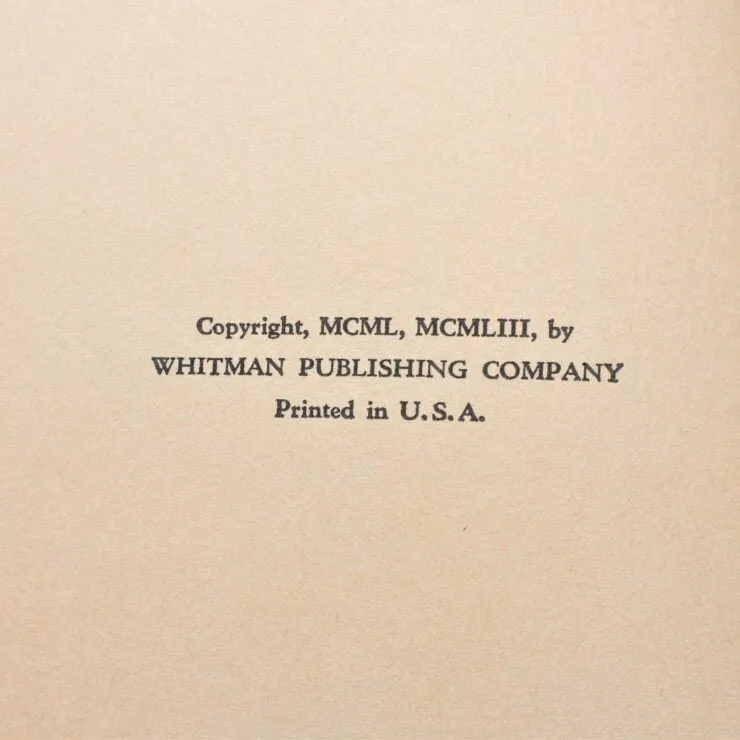 Copyright, MCML, MCMLIII, by
WHITMAN PUBLISHING COMPANY
Printed in U.S.A.